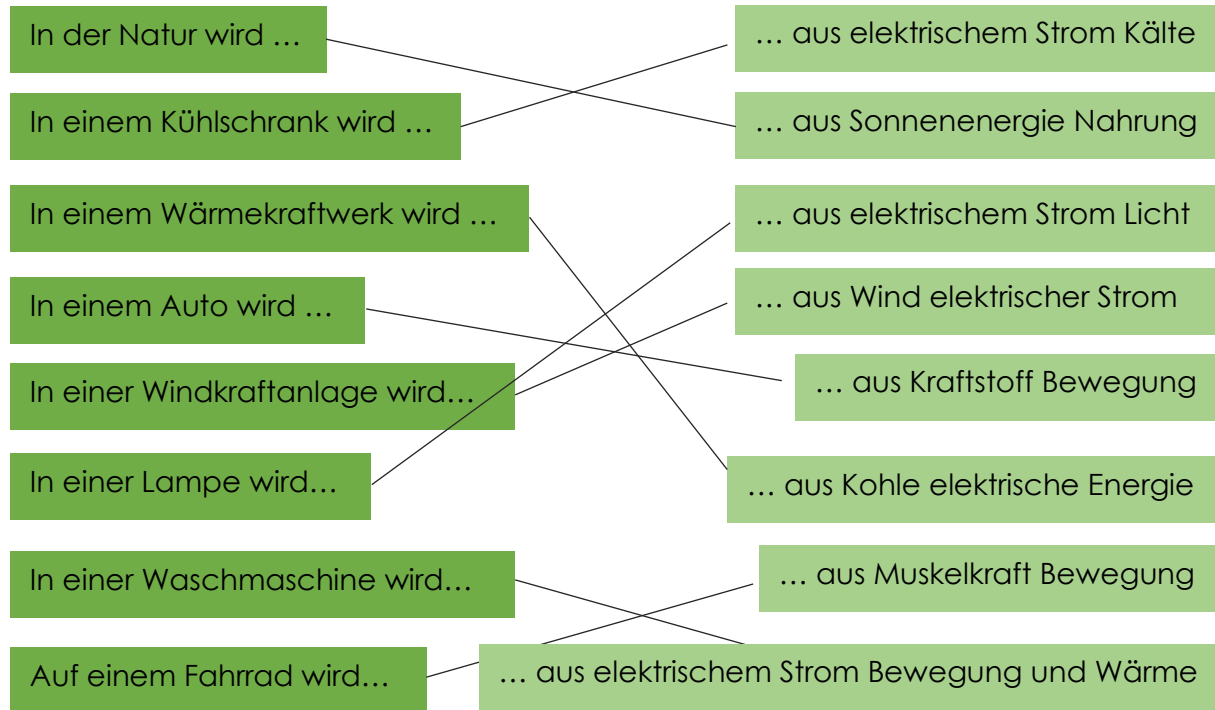 In der Natur wird …
… aus elektrischem Strom Kälte
In einem Kühlschrank wird …
… aus Sonnenenergie Nahrung
In einem Wärmekraftwerk wird …
… aus elektrischem Strom Licht
In einem Auto wird …
… aus Wind elektrischer Strom
In einer Windkraftanlage wird…
… aus Kraftstoff Bewegung
In einer Lampe wird…
… aus Kohle elektrische Energie
In einer Waschmaschine wird…
… aus Muskelkraft Bewegung
Auf einem Fahrrad wird…
… aus elektrischem Strom Bewegung und Wärme